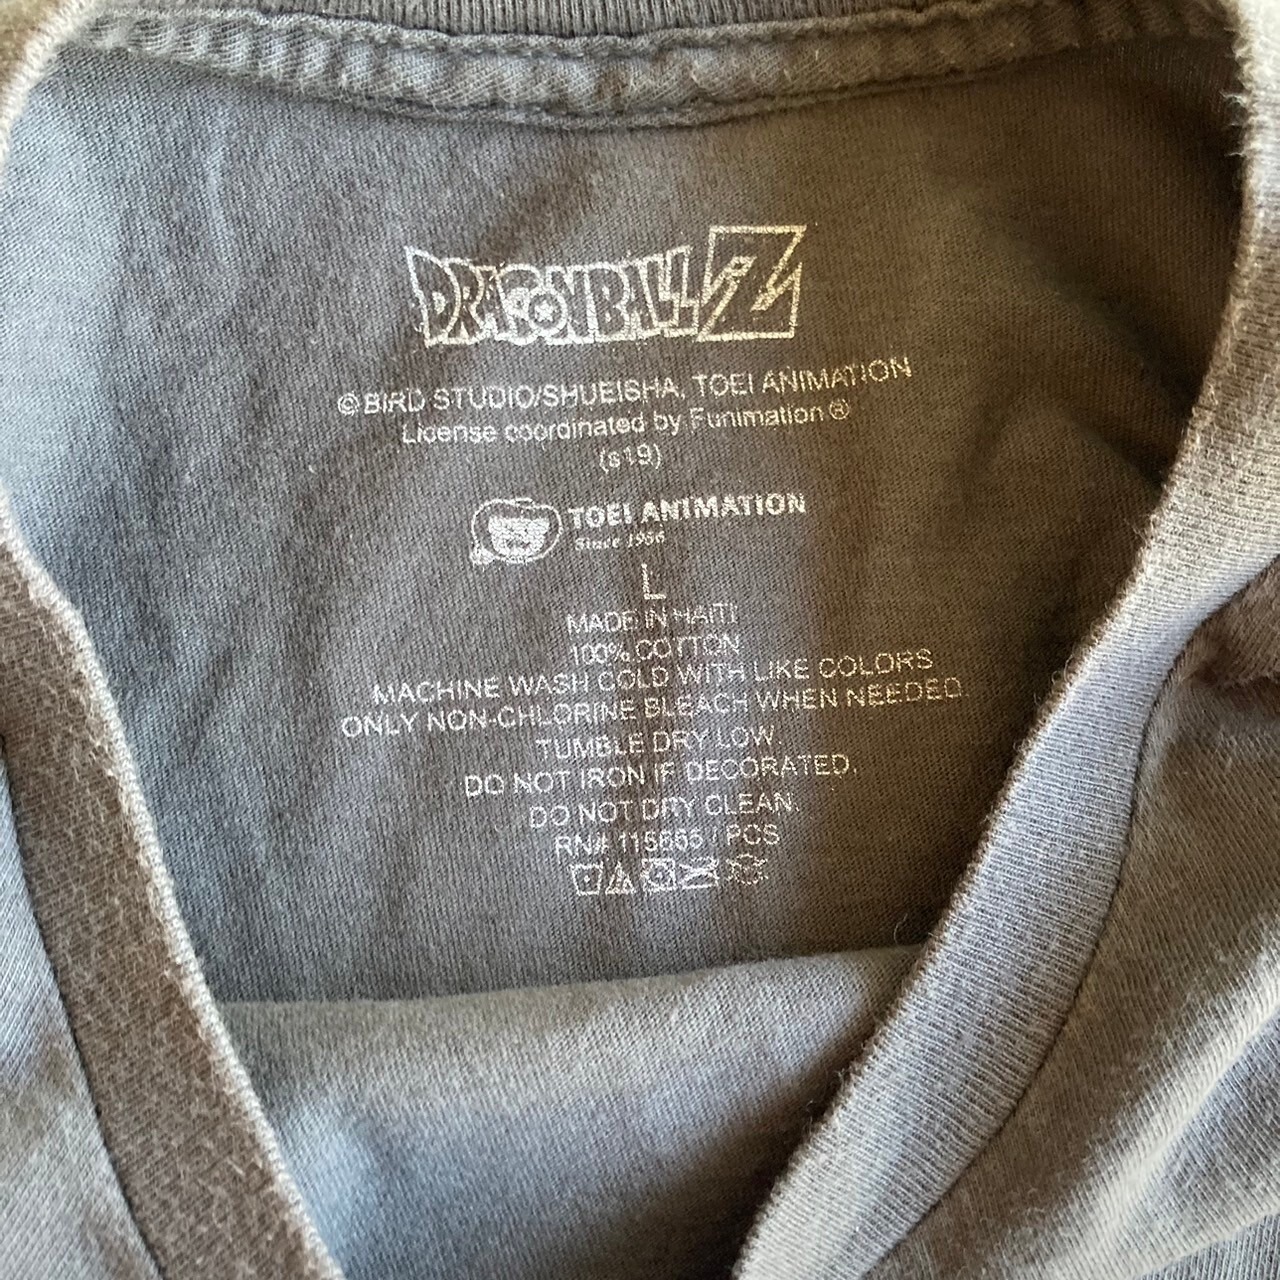 DRAGONBALL Z
©BIRD STUDIO/SHUEISHA, TOEI ANIMATION
License coordinated by Funimation®
(s19)
TOEI ANIMATION
Since 1956
L
MADE IN HAITI
100% COTTON
MACHINE WASH COLD WITH LIKE COLORS
ONLY NON-CHLORINE BLEACH WHEN NEEDED.
TUMBLE DRY LOW.
DO NOT IRON IF DECORATED.
DO NOT DRY CLEAN.
RN# 115665 / PCS